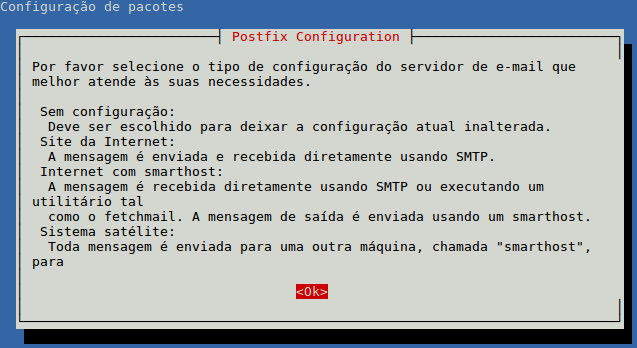 Configuração de pacotes
Postfix Configuration
Por favor selecione o tipo de configuração do servidor de e-mail que
melhor atende às suas necessidades.
Sem configuração:
Deve ser escolhido para deixar a configuração atual inalterada.
Site da Internet:
A mensagem é enviada e recebida diretamente usando SMTP.
Internet com smarthost:
A mensagem é recebida diretamente usando SMTP ou executando um
utilitário tal
como o fetchmail. A mensagem de saída é enviada usando um smarthost.
Sistema satélite:
Toda mensagem é enviada para uma outra máquina, chamada "smarthost",
para
<Ok>